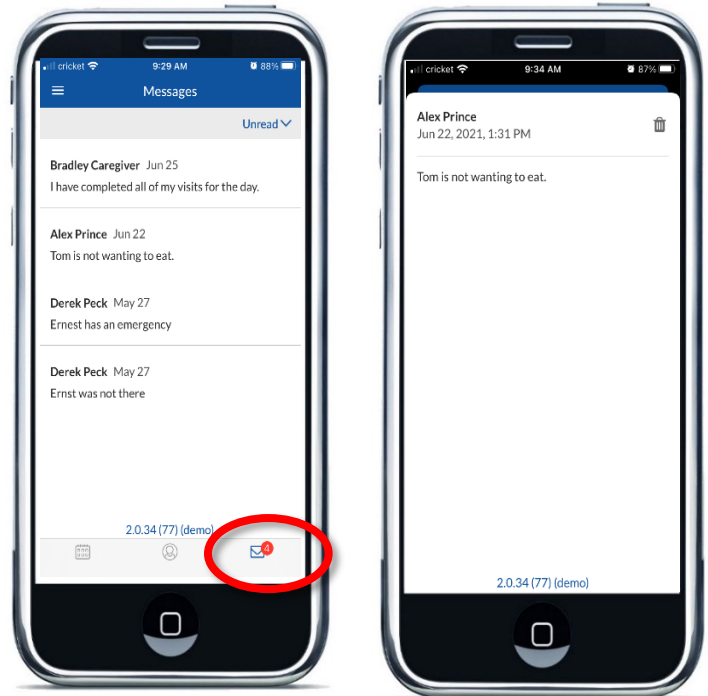 cricket 9:29 AM 88%
Messages
Unread
Bradley Caregiver Jun 25
I have completed all of my visits for the day.
Alex Prince Jun 22
Tom is not wanting to eat.
Derek Peck May 27
Ernest has an emergency
Derek Peck May 27
Ernst was not there
2.0.34 (77) (demo)
4
cricket 9:34 AM 87%
Alex Prince
Jun 22, 2021, 1:31 PM
Tom is not wanting to eat.
2.0.34 (77) (demo)